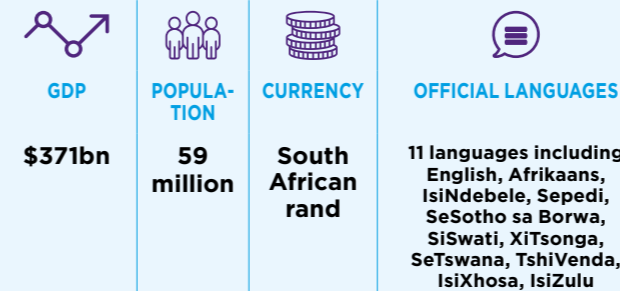 GDP
$371bn
POPULA-
TION
59
million
CURRENCY
South
African
rand
OFFICIAL LANGUAGES
11 languages including
English, Afrikaans,
IsiNdebele, Sepedi,
SeSotho sa Borwa,
SiSwati, XiTsonga,
SeTswana, TshiVenda,
IsiXhosa, IsiZulu